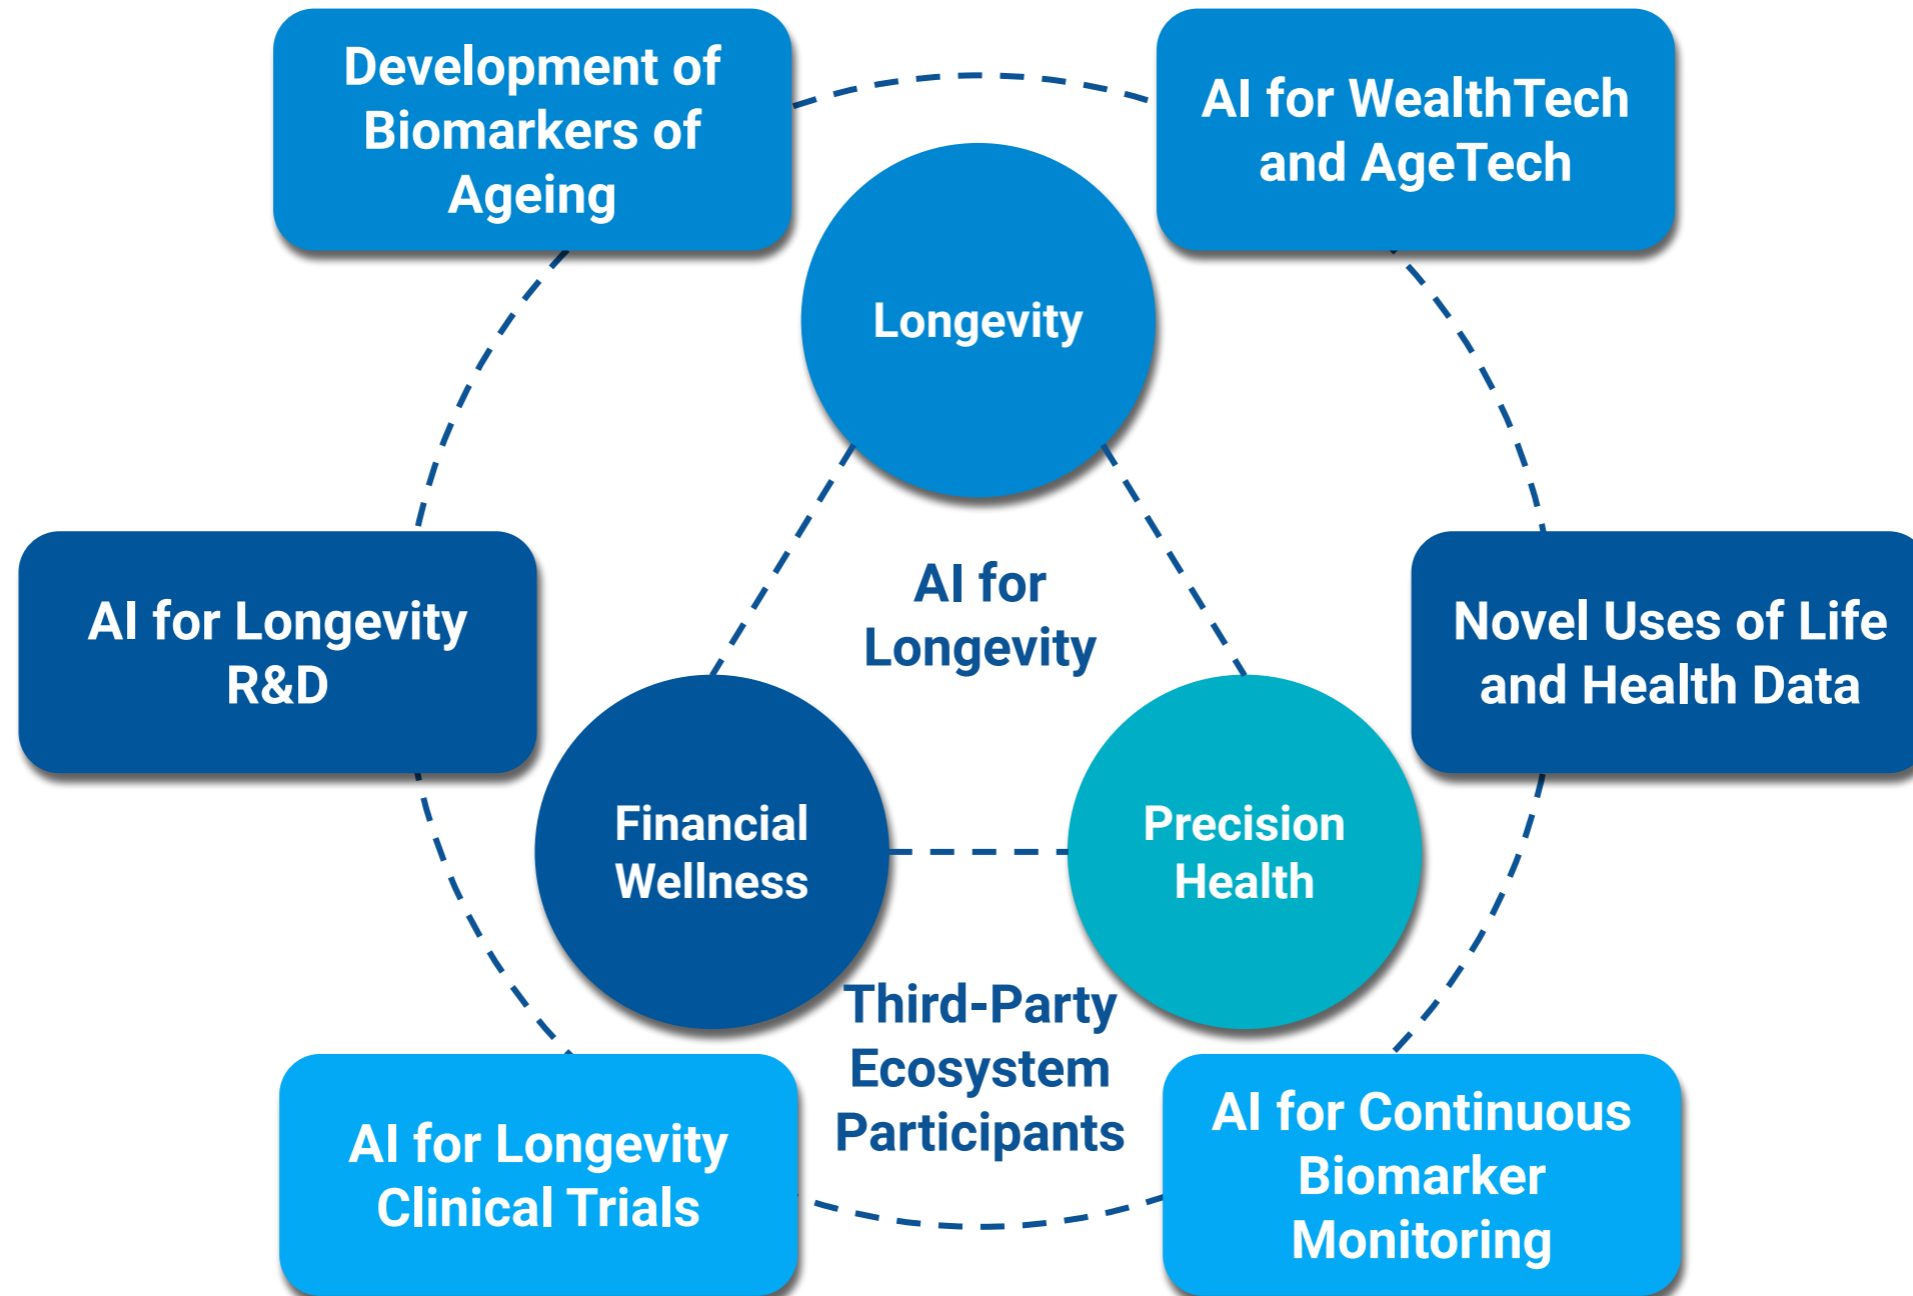 Development of
Biomarkers of
Ageing
AI for WealthTech
and AgeTech
Longevity
AI for
Longevity
AI for Longevity
R&D
Novel Uses of Life
and Health Data
Financial
Wellness
Precision
Health
Third-Party
Ecosystem
Participants
AI for Longevity
Clinical Trials
AI for Continuous
Biomarker
Monitoring